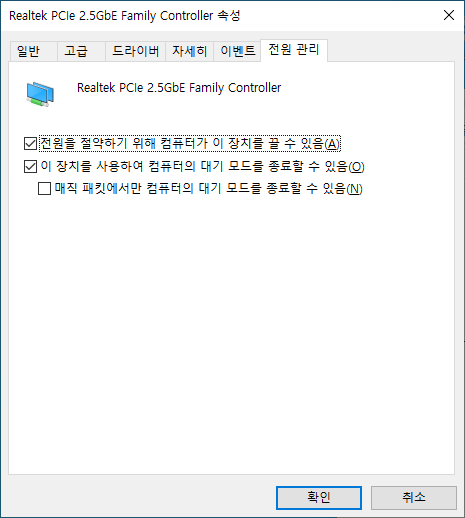 Realtek PCIe 2.5GbE Family Controller 속성
일반 고급 드라이버 자세히 이벤트 전원 관리
Realtek PCIe 2.5GbE Family Controller
전원을 절약하기 위해 컴퓨터가 이 장치를 끌 수 있음(A)
이 장치를 사용하여 컴퓨터의 대기 모드를 종료할 수 있음(O)
매직 패킷에서만 컴퓨터의 대기 모드를 종료할 수 있음(N)
확인 취소